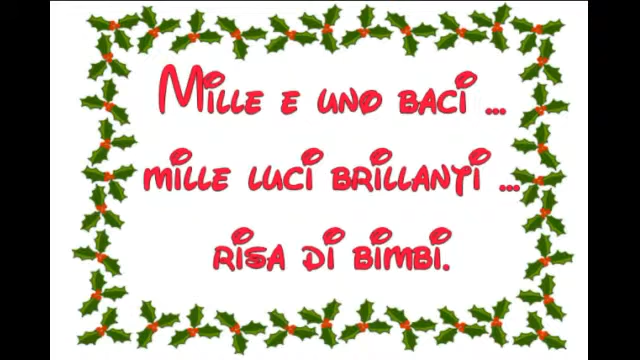 Mille e uno baci ...
mille luci brillanti ...
risa di bimbi.